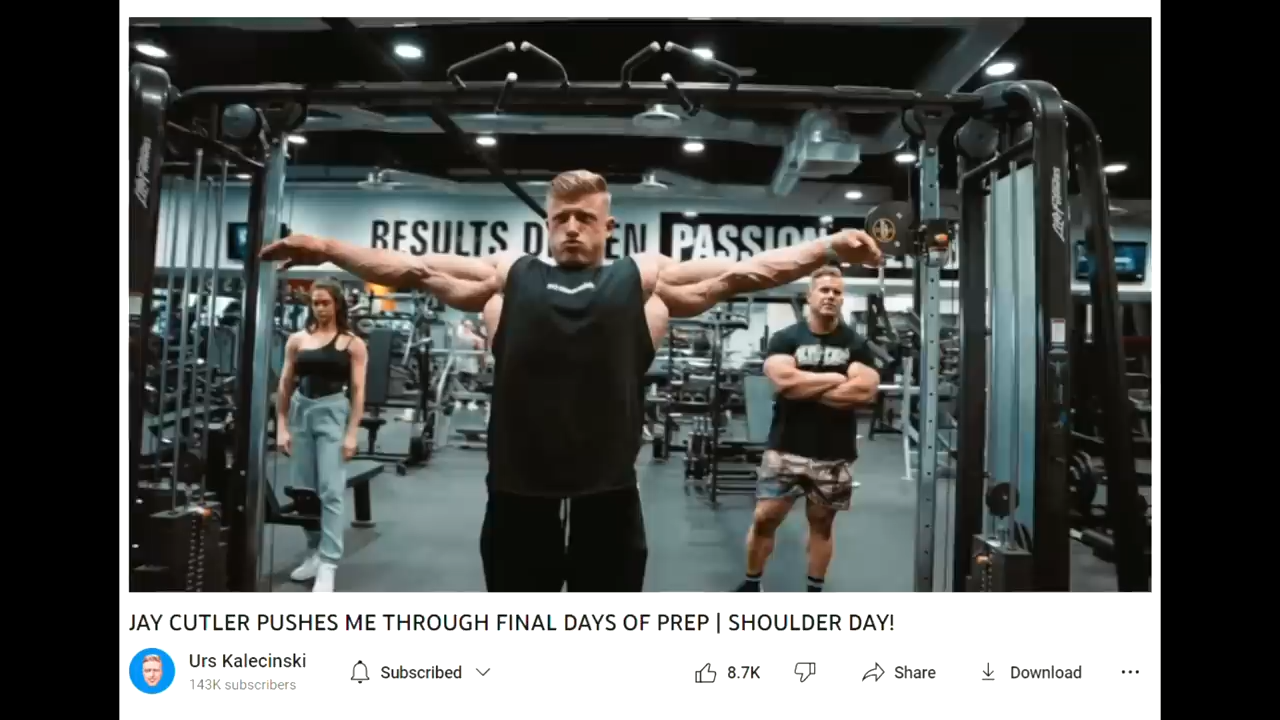 RESULTS D EN PASSION
JAY CUTLER PUSHES ME THROUGH FINAL DAYS OF PREP | SHOULDER DAY!
Urs Kalecinski
143K subscribers
Subscribed
8.7K
Share
Download